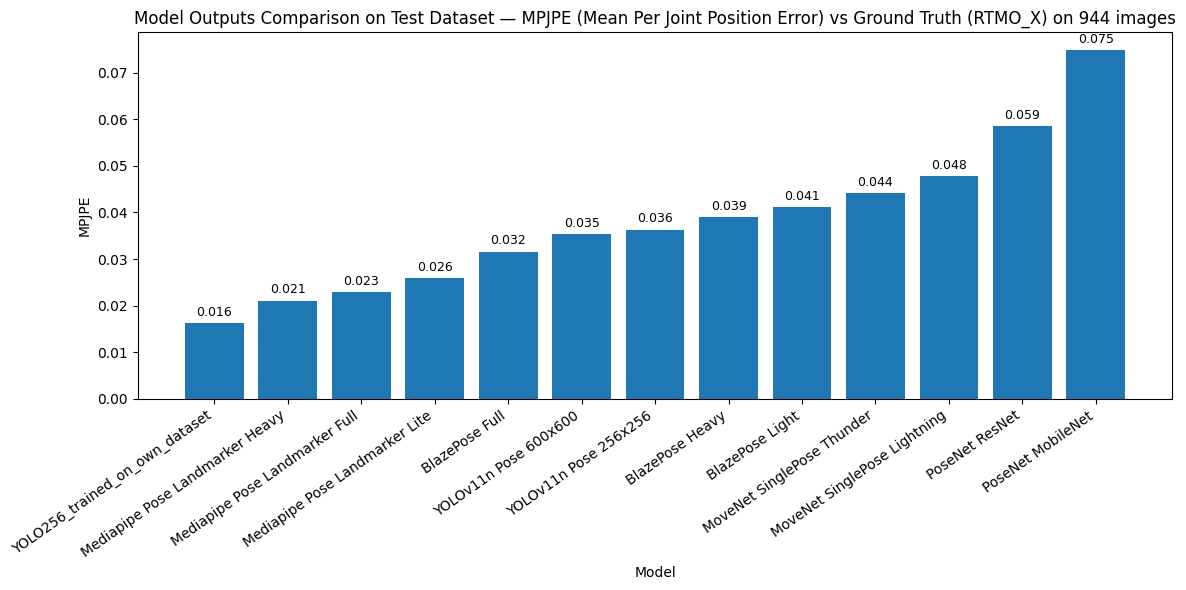 Model Outputs Comparison on Test Dataset — MPJPE (Mean Per Joint Position Error) vs Ground Truth (RTMO_X) on 944 images
MPJPE
0.07
0.06
0.05
0.04
0.03
0.02
0.01
0.00
0.016
0.021
0.023
0.026
0.032
0.035
0.036
0.039
0.041
0.044
0.048
0.059
0.075
YOLO256_trained_on_own_dataset
Mediapipe Pose Landmarker Heavy
Mediapipe Pose Landmarker Full
Mediapipe Pose Landmarker Lite
BlazePose Full
YOLOv11n Pose 600x600
YOLOv11n Pose 256x256
BlazePose Heavy
BlazePose Light
MoveNet SinglePose Thunder
MoveNet SinglePose Lightning
PoseNet ResNet
PoseNet MobileNet
Model